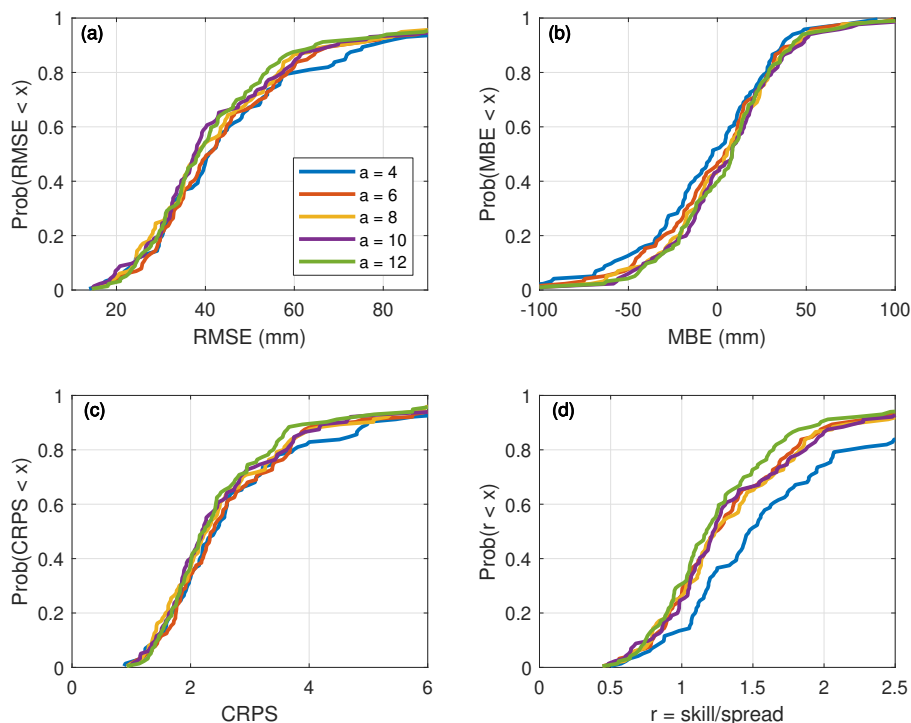 (a)
Prob(RMSE < x)
1
0.8
0.6
0.4
0.2
0
20 40 60 80
RMSE (mm)
a = 4
a = 6
a = 8
a = 10
a = 12
(b)
Prob(MBE < x)
1
0.8
0.6
0.4
0.2
0
-100 -50 0 50 100
MBE (mm)
(c)
Prob(CRPS < x)
1
0.8
0.6
0.4
0.2
0
0 2 4 6
CRPS
(d)
Prob(r < x)
1
0.8
0.6
0.4
0.2
0
0 0.5 1 1.5 2 2.5
r = skill/spread